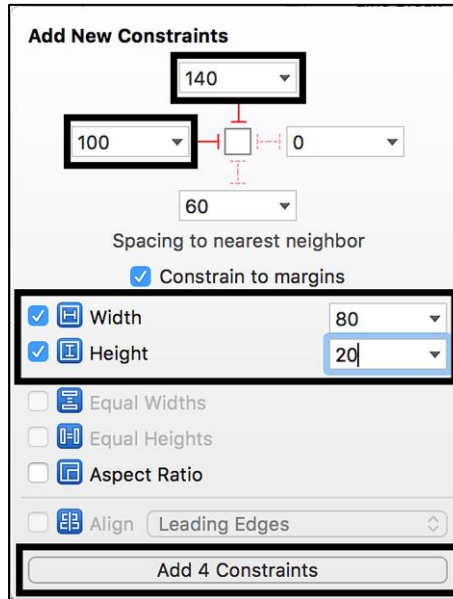 Add New Constraints
140
100
0
60
Spacing to nearest neighbor
Constrain to margins
Width 80
Height 20
Equal Widths
Equal Heights
Aspect Ratio
Align Leading Edges
Add 4 Constraints